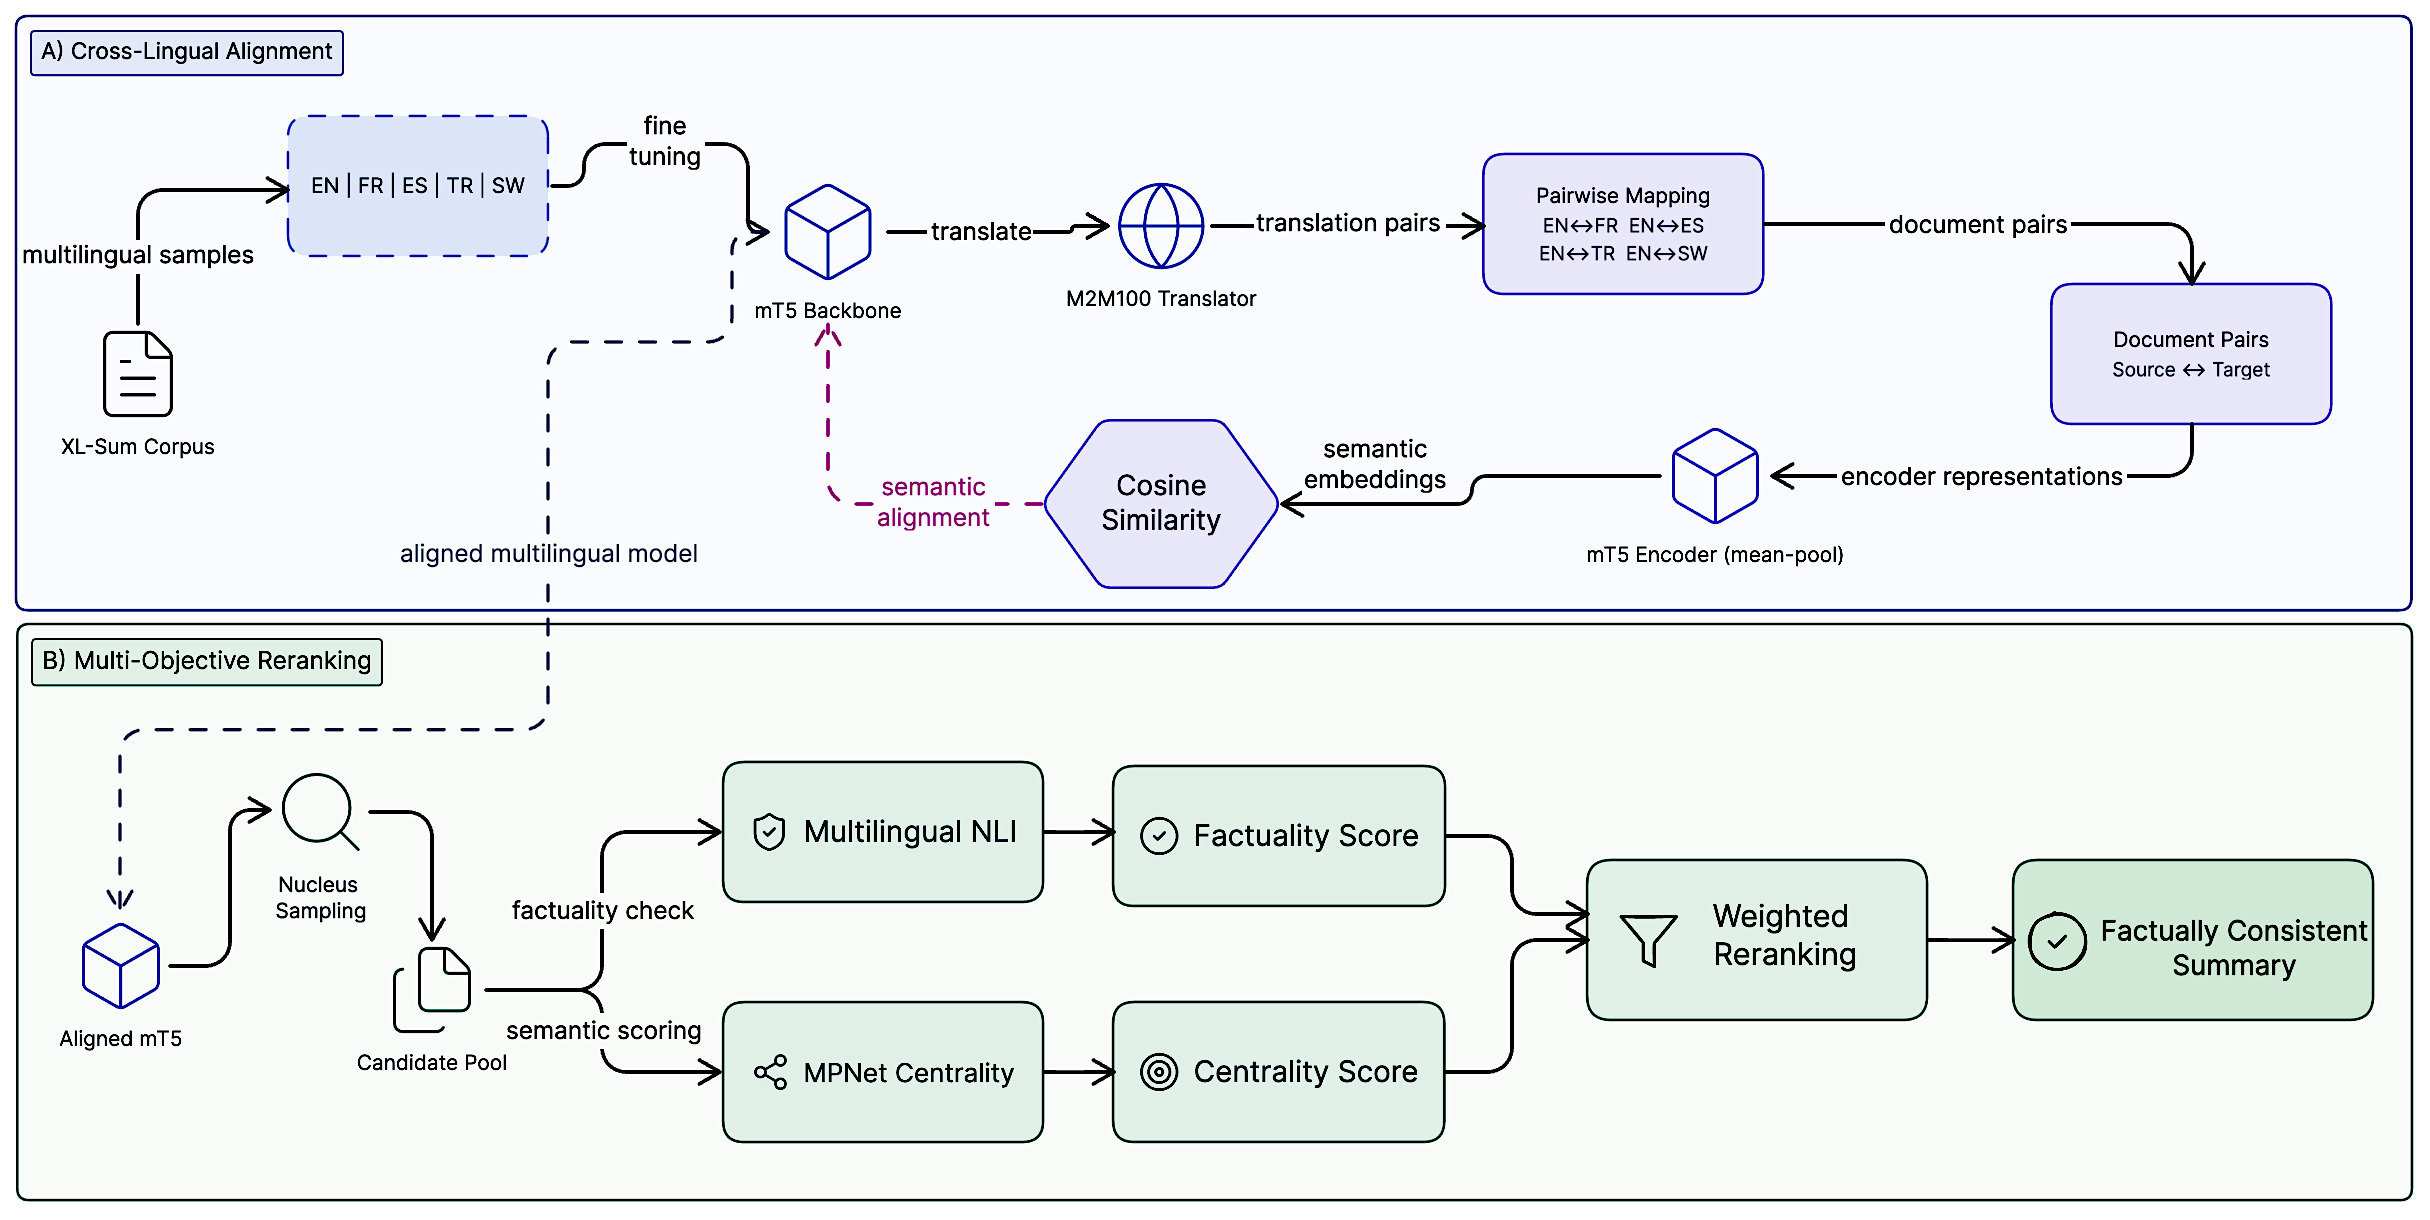 A) Cross-Lingual Alignment
EN | FR | ES | TR | SW
fine
tuning
multilingual samples
XL-Sum Corpus
mT5 Backbone
translate
M2M100 Translator
translation pairs
Pairwise Mapping
EN↔FR EN↔ES
EN↔TR EN↔SW
document pairs
Document Pairs
Source ↔ Target
encoder representations
mT5 Encoder (mean-pool)
semantic
embeddings
Cosine
Similarity
semantic
alignment
aligned multilingual model
B) Multi-Objective Reranking
Aligned mT5
Nucleus
Sampling
Candidate Pool
factuality check
semantic scoring
Multilingual NLI
Factuality Score
MPNet Centrality
Centrality Score
Weighted
Reranking
Factually Consistent
Summary